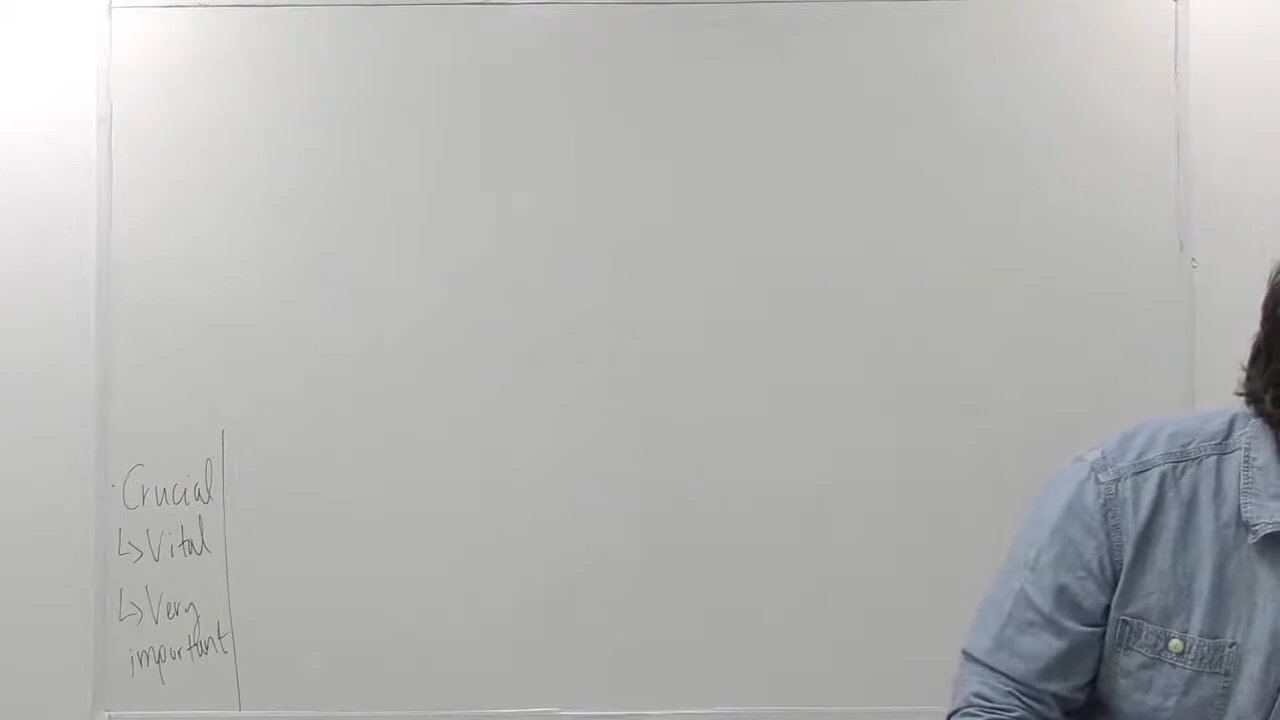 · Crucial
↳ Vital
↳ Very
important